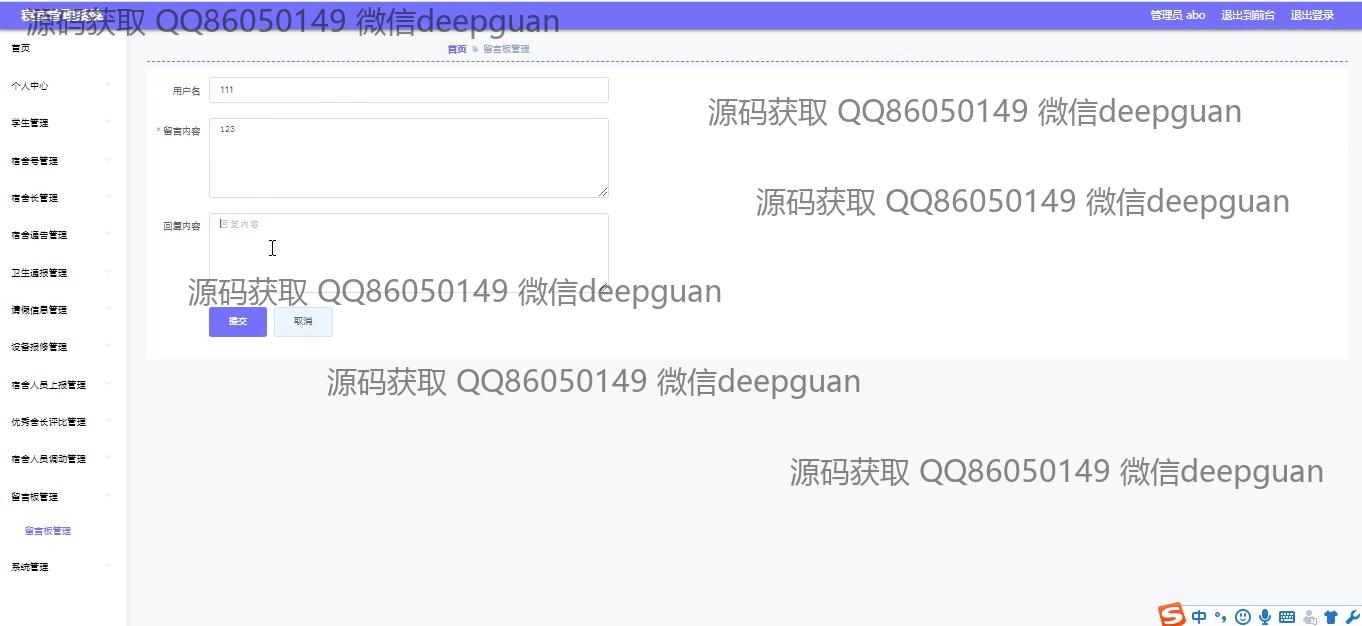 源码获取 QQ86050149 微信deepguan
管理员 abo 退出到前台 退出登录
首页
首页 留言板管理
个人中心
用户名 111
源码获取 QQ86050149 微信deepguan
学生管理
* 留言内容 123
宿舍号管理
宿舍长管理
源码获取 QQ86050149 微信deepguan
回复内容 回复内容
宿舍通告管理
卫生通报管理
源码获取 QQ86050149 微信deepguan
请假信息管理
提交 取消
设备报修管理
宿舍人员上报管理
源码获取 QQ86050149 微信deepguan
优秀舍长评比管理
宿舍人员调动管理
源码获取 QQ86050149 微信deepguan
留言板管理
留言板管理
系统管理
S 中